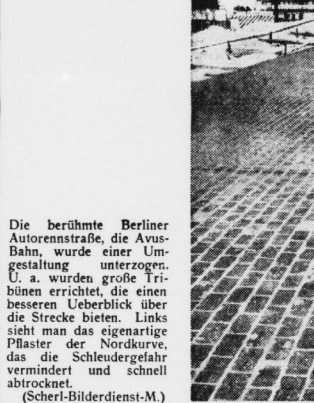 Die berühmte Berliner
Autorennstraße, die Avus-
Bahn, wurde einer Um-
gestaltung unterzogen.
U. a. wurden große Tri-
bünen errichtet, die einen
besseren Ueberblick über
die Strecke bieten. Links
sieht man das eigenartige
Pflaster der Nordkurve,
das die Schleudergefahr
vermindert und schnell
abtrocknet.
(Scherl-Bilderdienst-M.)